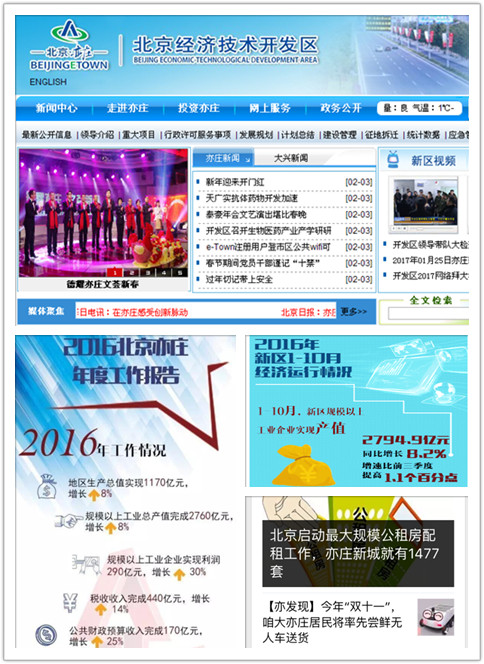 北京亦庄
BEIJINGETOWN
ENGLISH
北京经济技术开发区
BEIJING ECONOMIC-TECHNOLOGICAL DEVELOPMENT AREA
新闻中心 走进亦庄 投资亦庄 网上服务 政务公开 量：良 气温：1℃-
最新公开信息 | 领导介绍 | 重大项目 | 行政许可服务事项 | 发展规划 | 计划总结 | 建设管理 | 征地拆迁 | 统计数据 | 应急管
亦庄新闻 大兴新闻
新年迎来开门红 [02-03]
天广实抗体药物开发加速 [02-03]
泰豪年会文艺演出堪比春晚 [02-03]
开发区召开生物医药产业产学研研 [02-03]
e-Town注册用户登市区公共wifi可 [02-03]
春节期间党员干部谨记“十禁” [02-03]
过年切记带上安全 [02-03]
1 2 3 4 5
德耀亦庄文荟新春
新区视频
开发区领导带队大检
2017年01月25日亦庄
开发区2017网络拜大
媒体聚焦 日电讯：在亦庄感受创新脉动 北京日报：亦庄 更多>>
全文检索
2016北京亦庄
年度工作报告
2016年工作情况
地区生产总值实现1170亿元，
增长 8%
规模以上工业总产值完成2760亿元，
增长 8%
规模以上工业企业实现利润
290亿元，增长 30%
税收收入完成440亿元，增长
14%
公共财政预算收入完成170亿元，
增长 25%
2016年
新区1-10月
经济运行情况
1-10月，新区规模以上
工业企业实现产值
2794.9亿元
同比增长 8.2%
增速比前三季度
提高 1.1个百分点
北京启动最大规模公租房配
租工作，亦庄新城就有1477
套
【亦发现】今年“双十一”，
咱大亦庄居民将率先尝鲜无
人车送货